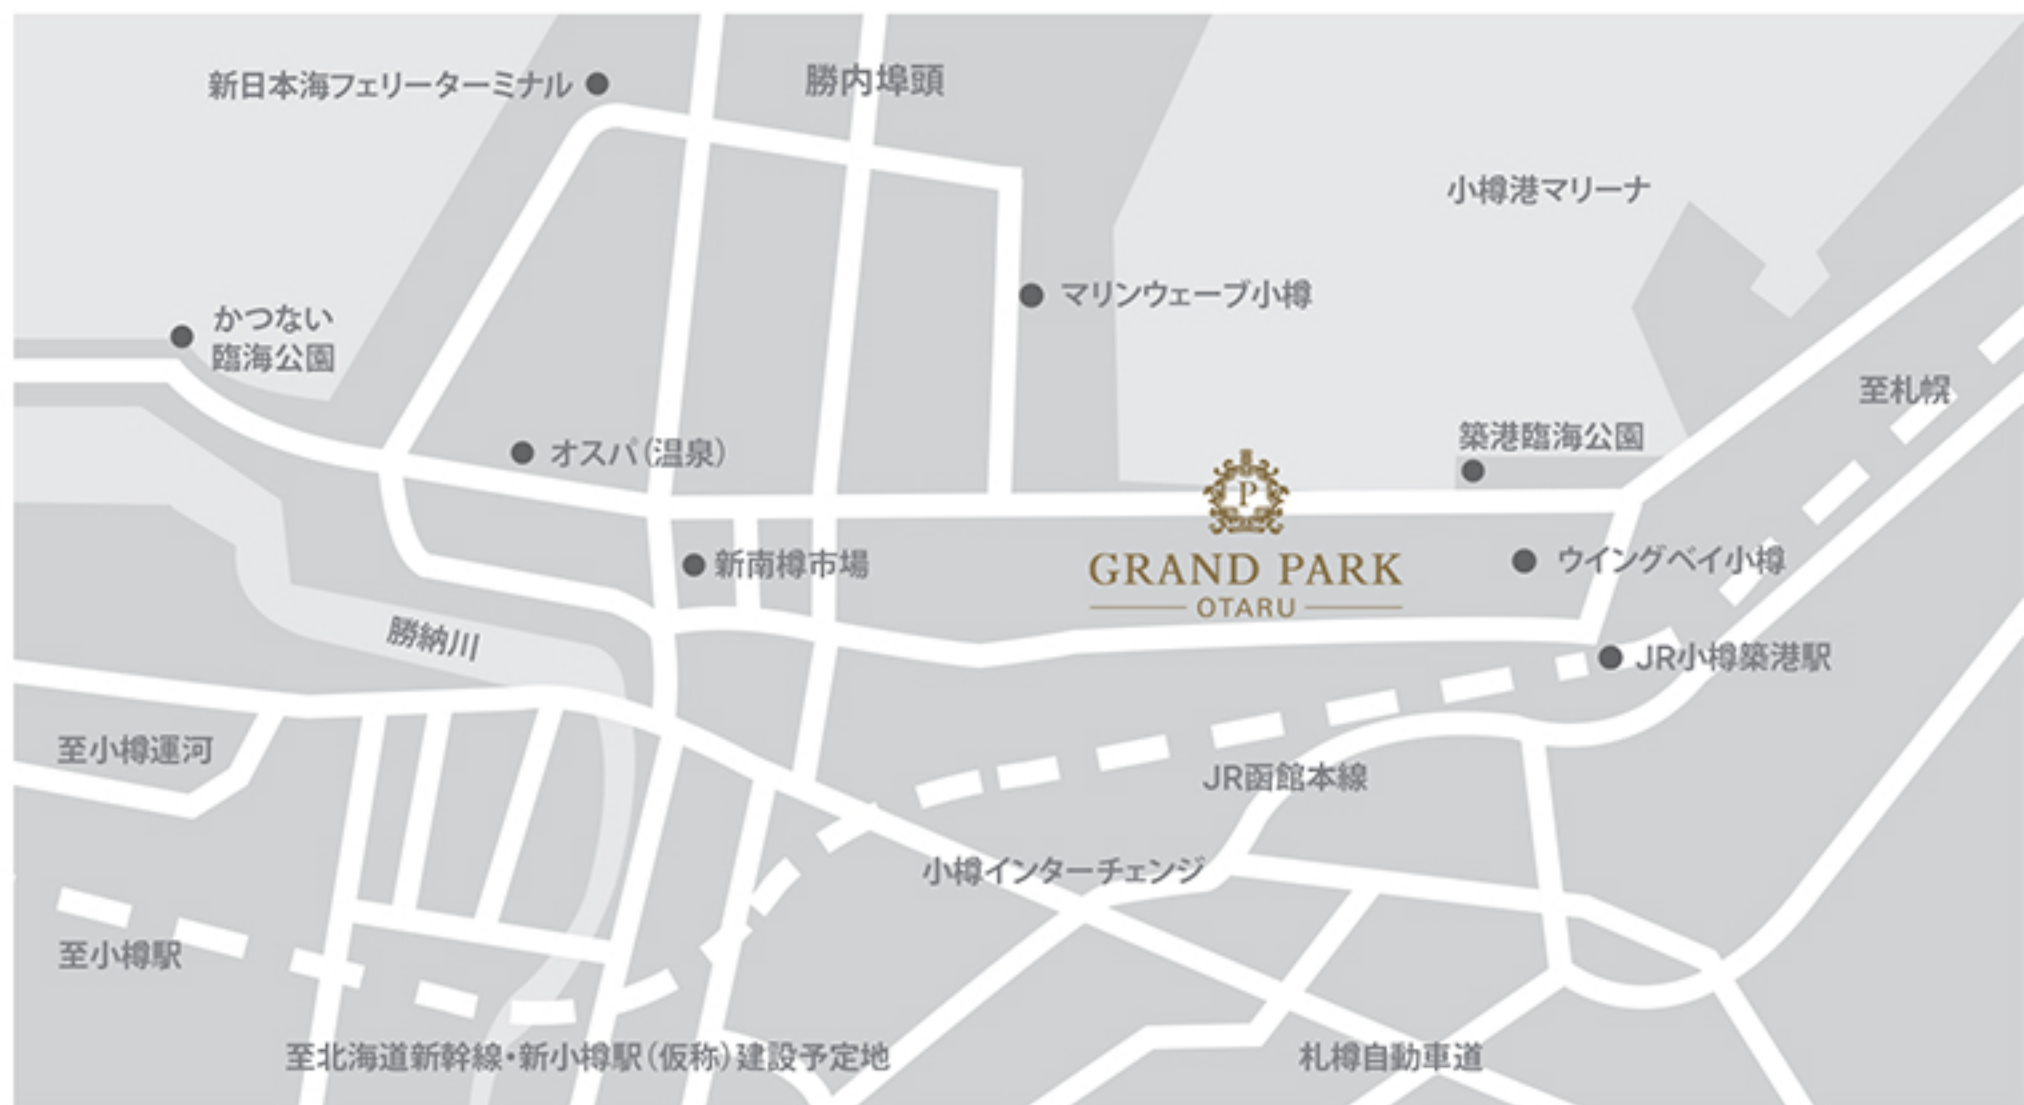 新日本海フェリーターミナル
勝内埠頭
小樽港マリーナ
マリンウェーブ小樽
かつない
臨海公園
至札幌
築港臨海公園
オスパ（温泉）
P
GRAND PARK
OTARU
新南樽市場
ウイングベイ小樽
勝納川
JR小樽築港駅
至小樽運河
JR函館本線
小樽インターチェンジ
至小樽駅
至北海道新幹線・新小樽駅（仮称）建設予定地
札樽自動車道